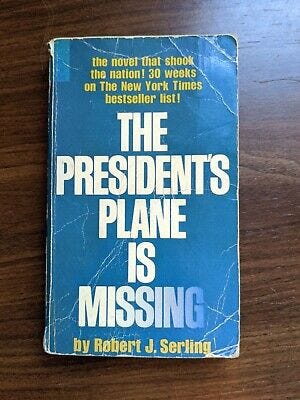 the novel that shook
the nation! 30 weeks
on The New York Times
bestseller list!
THE
PRESIDENT'S
PLANE
IS
MISSING
by Robert J. Serling